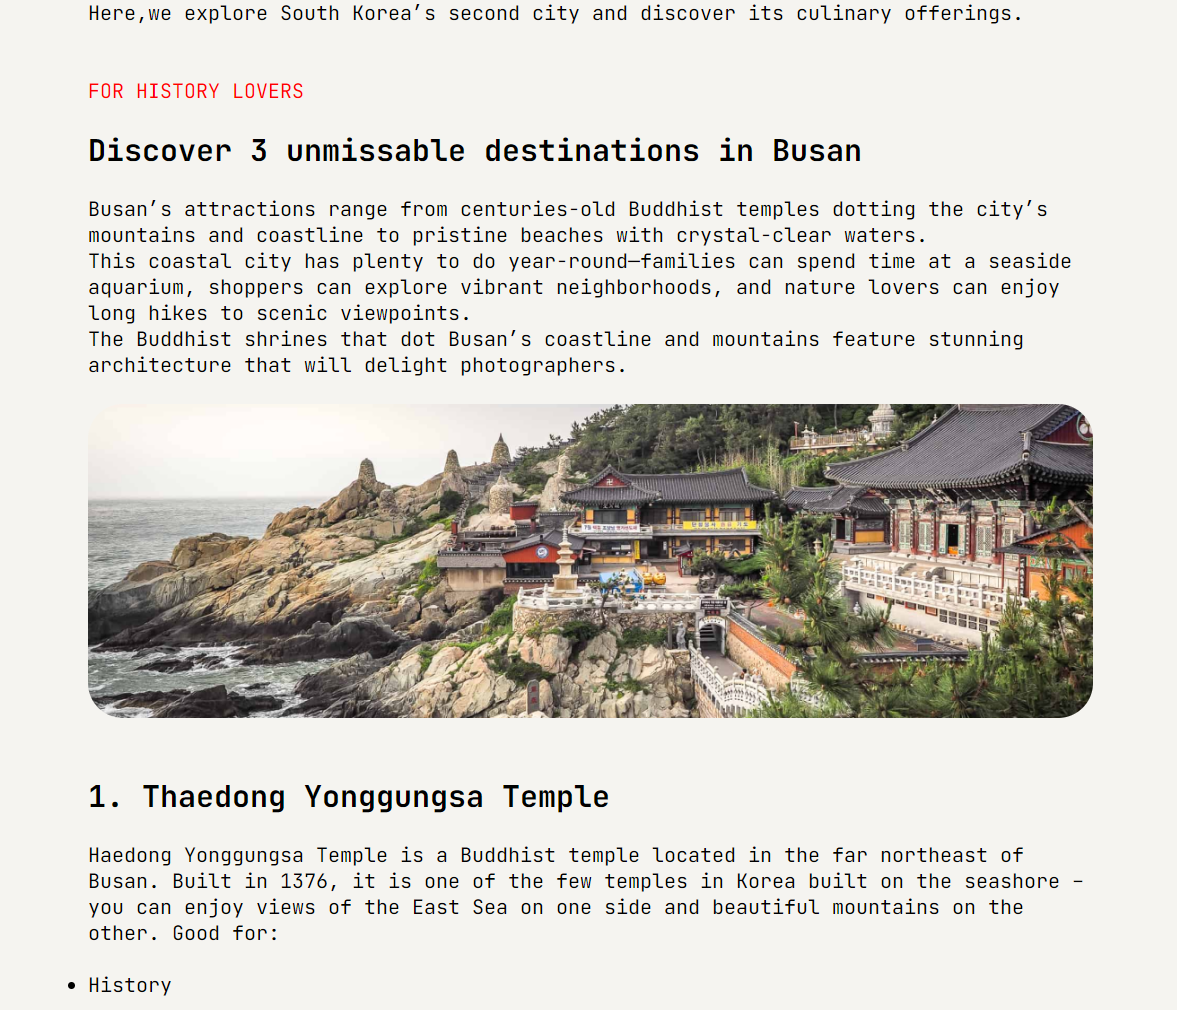 Here,we explore South Korea’s second city and discover its culinary offerings.
FOR HISTORY LOVERS
Discover 3 unmissable destinations in Busan
Busan’s attractions range from centuries-old Buddhist temples dotting the city’s
mountains and coastline to pristine beaches with crystal-clear waters.
This coastal city has plenty to do year-round—families can spend time at a seaside
aquarium, shoppers can explore vibrant neighborhoods, and nature lovers can enjoy
long hikes to scenic viewpoints.
The Buddhist shrines that dot Busan’s coastline and mountains feature stunning
architecture that will delight photographers.
1. Thaedong Yonggungsa Temple
Haedong Yonggungsa Temple is a Buddhist temple located in the far northeast of
Busan. Built in 1376, it is one of the few temples in Korea built on the seashore –
you can enjoy views of the East Sea on one side and beautiful mountains on the
other. Good for:
• History